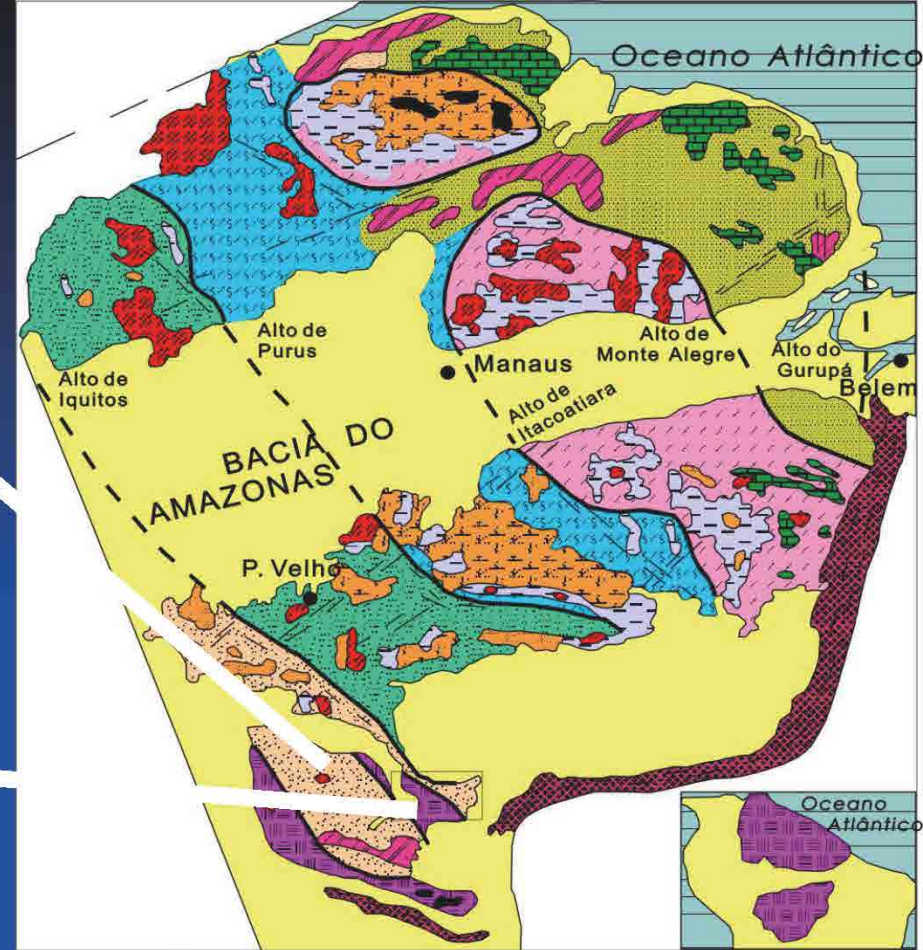 Oceano Atlântico
Alto de
Purus
Alto de
Iquitos
Manaus
Alto de
Monte Alegre
Alto do
Gurupá
Belem
Alto de
Itacoatiara
BACIA DO
AMAZONAS
P. Velho
Oceano
Atlântico